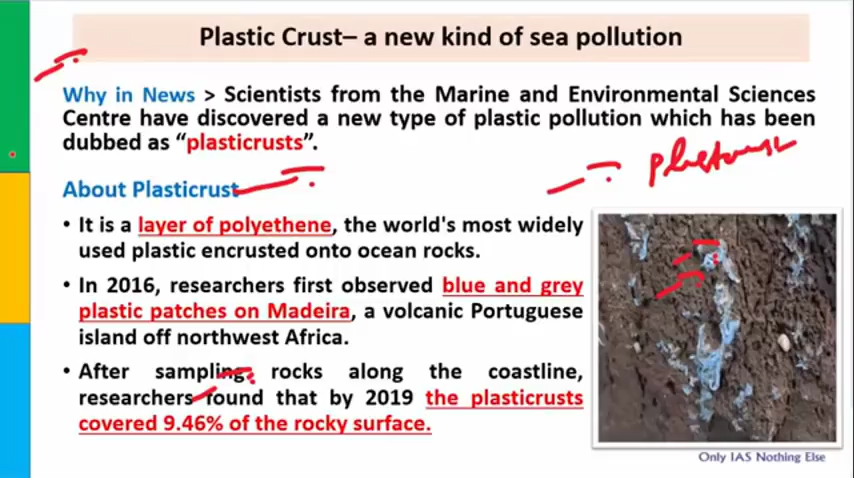 Plastic Crust– a new kind of sea pollution
Why in News > Scientists from the Marine and Environmental Sciences
Centre have discovered a new type of plastic pollution which has been
dubbed as “plasticrusts”.
About Plasticrust
• It is a layer of polyethene, the world's most widely
used plastic encrusted onto ocean rocks.
• In 2016, researchers first observed blue and grey
plastic patches on Madeira, a volcanic Portuguese
island off northwest Africa.
• After sampling rocks along the coastline,
researchers found that by 2019 the plasticrusts
covered 9.46% of the rocky surface.
Only IAS Nothing Else